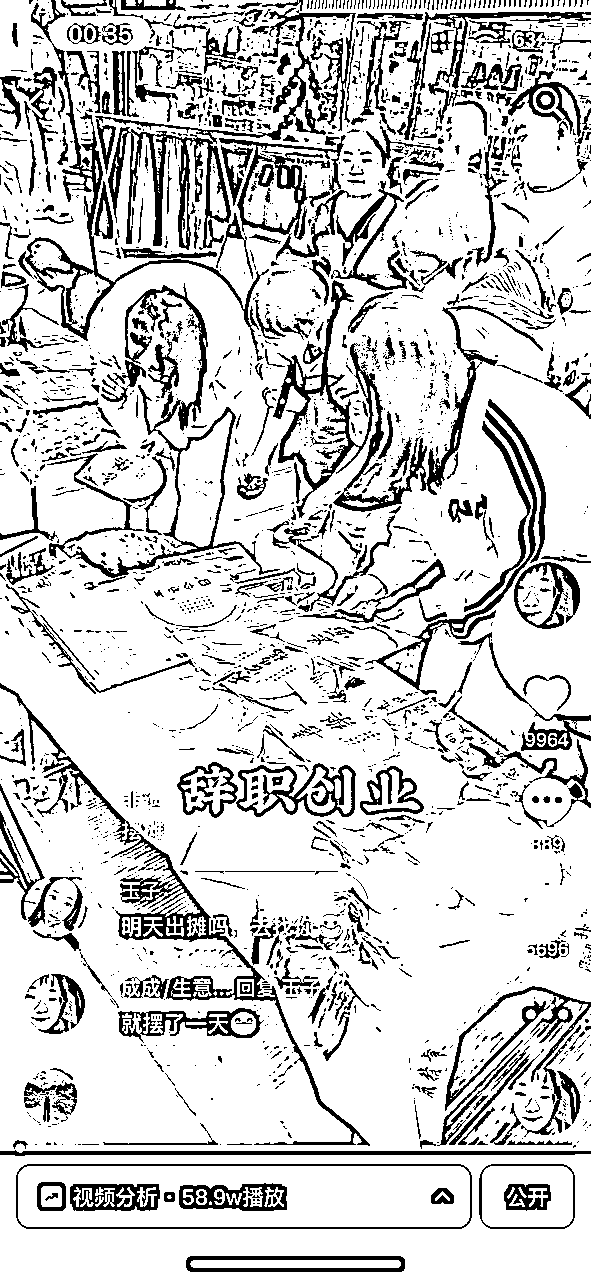 00:35
9964
辞职创业
889
玉子
明天出摊吗，去找你
5696
成成/生意... 回复 玉子
就摆了一天
视频分析·58.9w播放
公开